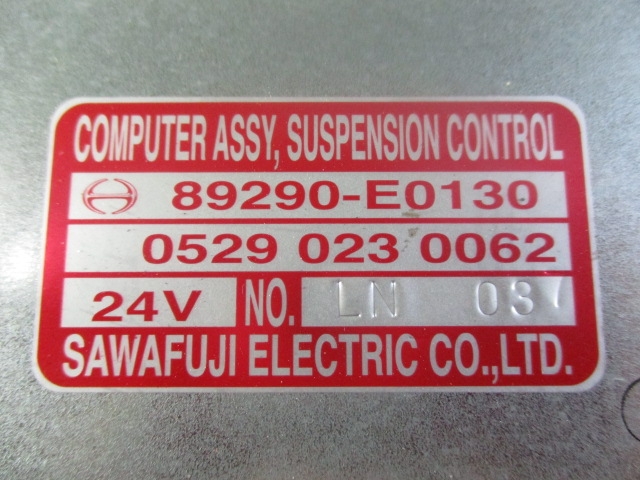 COMPUTER ASSY, SUSPENSION CONTROL
89290-E0130
0529 023 0062
24V NO. LN 03
SAWAFUJI ELECTRIC CO.,LTD.